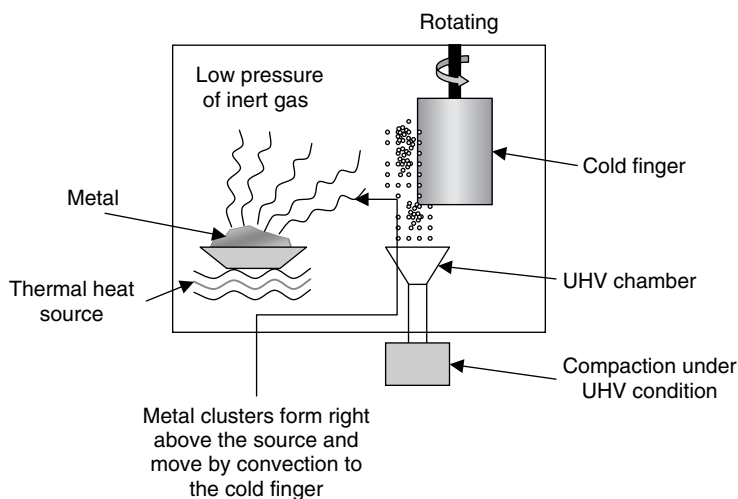 Rotating
Low pressure
of inert gas
Cold finger
Metal
UHV chamber
Thermal heat
source
Compaction under
UHV condition
Metal clusters form right
above the source and
move by convection to
the cold finger